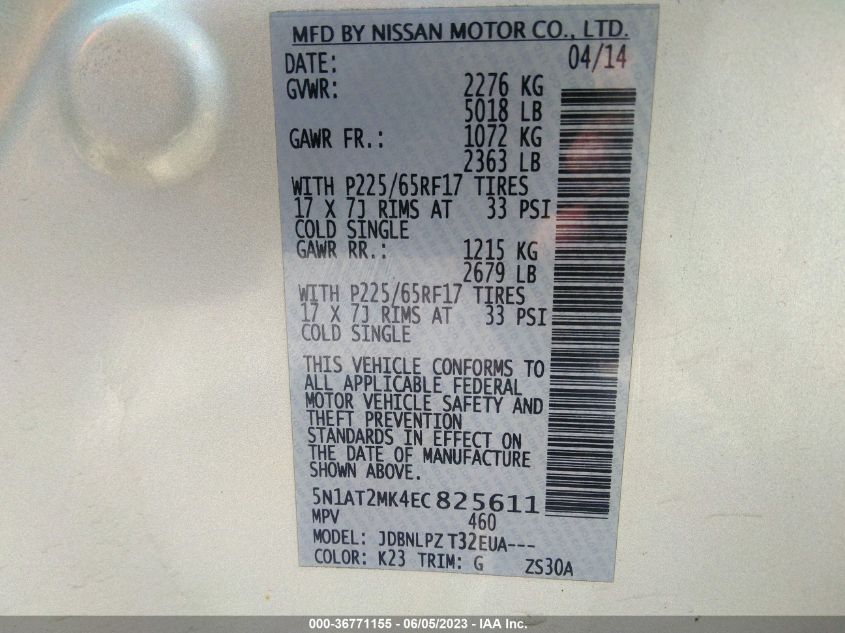 MFD BY NISSAN MOTOR CO., LTD.
DATE: 04/14
GVWR: 2276 KG
5018 LB
GAWR FR.: 1072 KG
2363 LB
WITH P225/65RF17 TIRES
17 X 7J RIMS AT 33 PSI
COLD SINGLE
GAWR RR.: 1215 KG
2679 LB
WITH P225/65RF17 TIRES
17 X 7J RIMS AT 33 PSI
COLD SINGLE
THIS VEHICLE CONFORMS TO
ALL APPLICABLE FEDERAL
MOTOR VEHICLE SAFETY AND
THEFT PREVENTION
STANDARDS IN EFFECT ON
THE DATE OF MANUFACTURE
SHOWN ABOVE.
5N1AT2MK4EC 825611
MPV 460
MODEL: JDBNLPZ T32EUA---
COLOR: K23 TRIM: G ZS30A
000-36771155 - 06/05/2023 - IAA Inc.